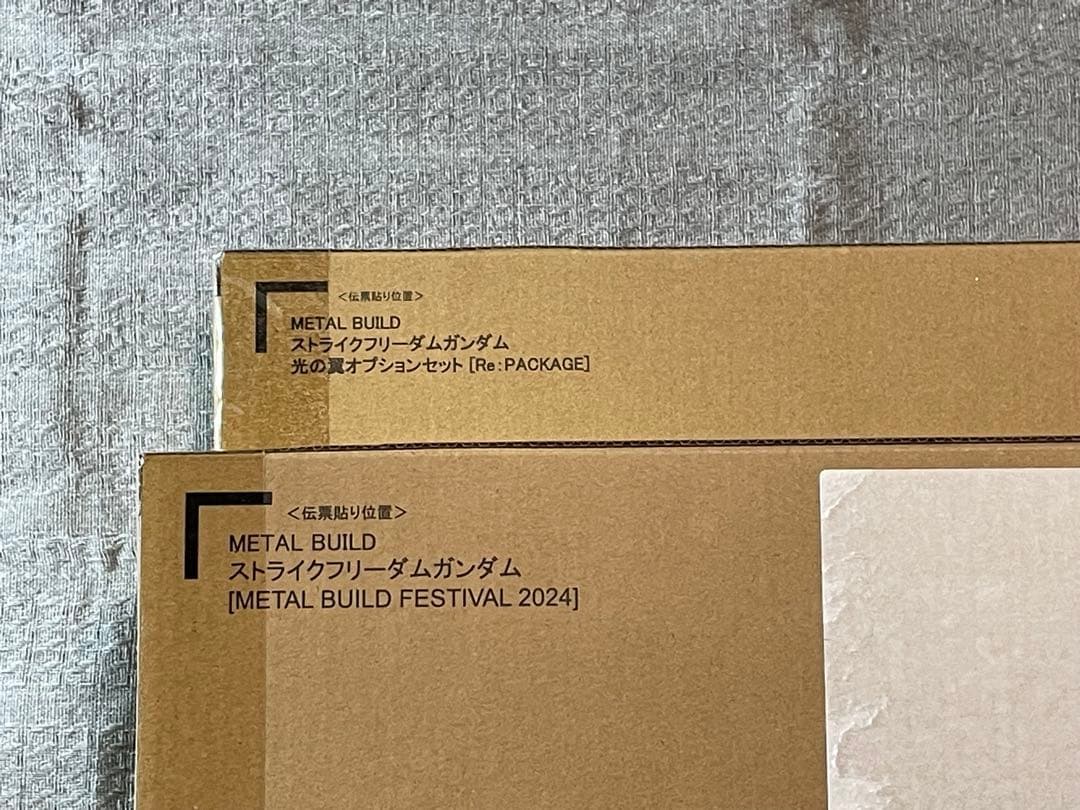 <伝票貼り位置>
METAL BUILD
ストライクフリーダムガンダム
光の翼オプションセット [Re:PACKAGE]
<伝票貼り位置>
METAL BUILD
ストライクフリーダムガンダム
[METAL BUILD FESTIVAL 2024]